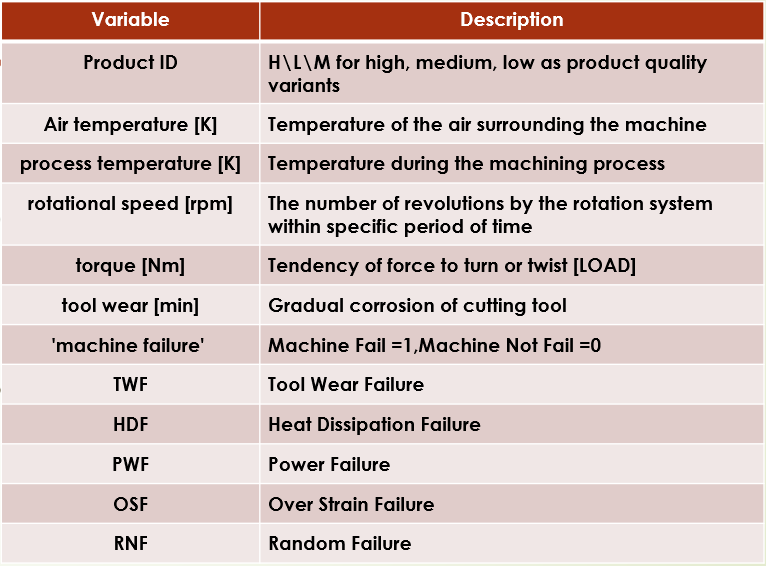 Variable Description
Product ID H\L\M for high, medium, low as product quality
variants
Air temperature [K] Temperature of the air surrounding the machine
process temperature [K] Temperature during the machining process
rotational speed [rpm] The number of revolutions by the rotation system
within specific period of time
torque [Nm] Tendency of force to turn or twist [LOAD]
tool wear [min] Gradual corrosion of cutting tool
'machine failure' Machine Fail =1,Machine Not Fail =0
TWF Tool Wear Failure
HDF Heat Dissipation Failure
PWF Power Failure
OSF Over Strain Failure
RNF Random Failure